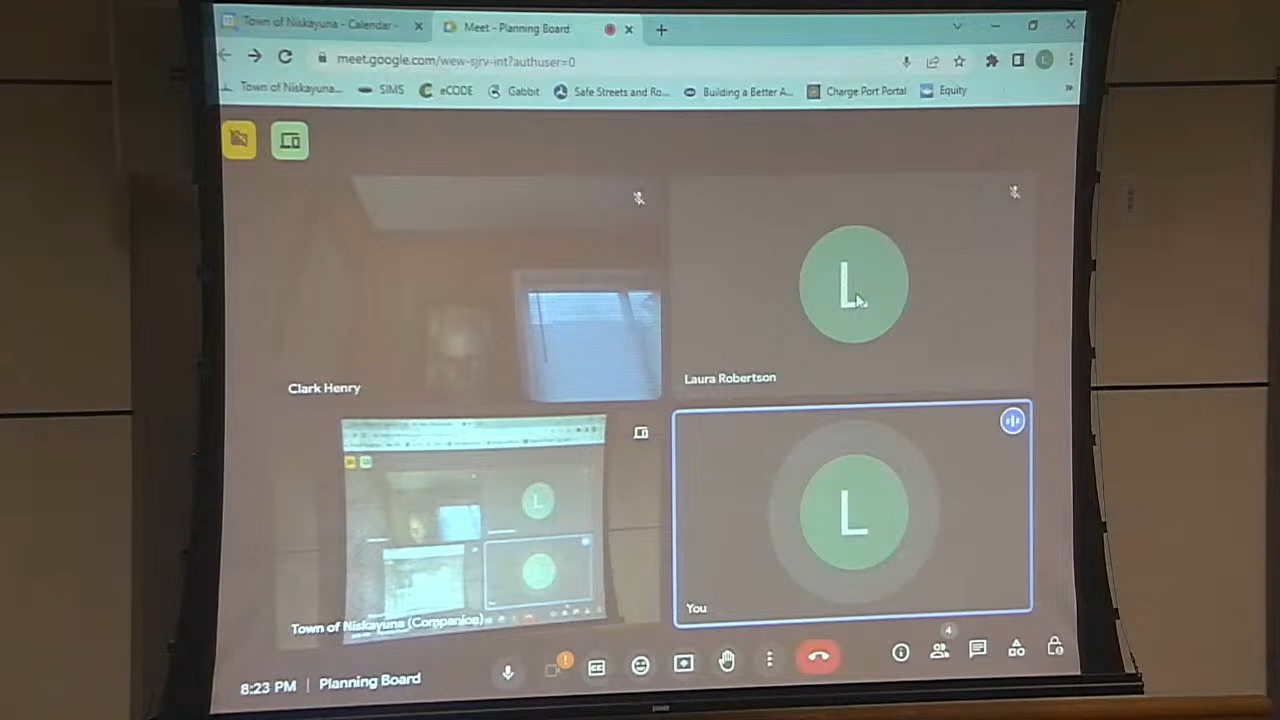 Town of Niskayuna - Calendar -
Meet - Planning Board
meet.google.com/wew-sjrv-int?authuser=0
L
Town of Niskayuna...
SIMS
eCODE
Gabbit
Safe Streets and Ro...
Building a Better A...
Charge Port Portal
Equity
L
Clark Henry
Laura Robertson
L
L
L
Town of Niskayuna (Companion)
You
4
8:23 PM | Planning Board